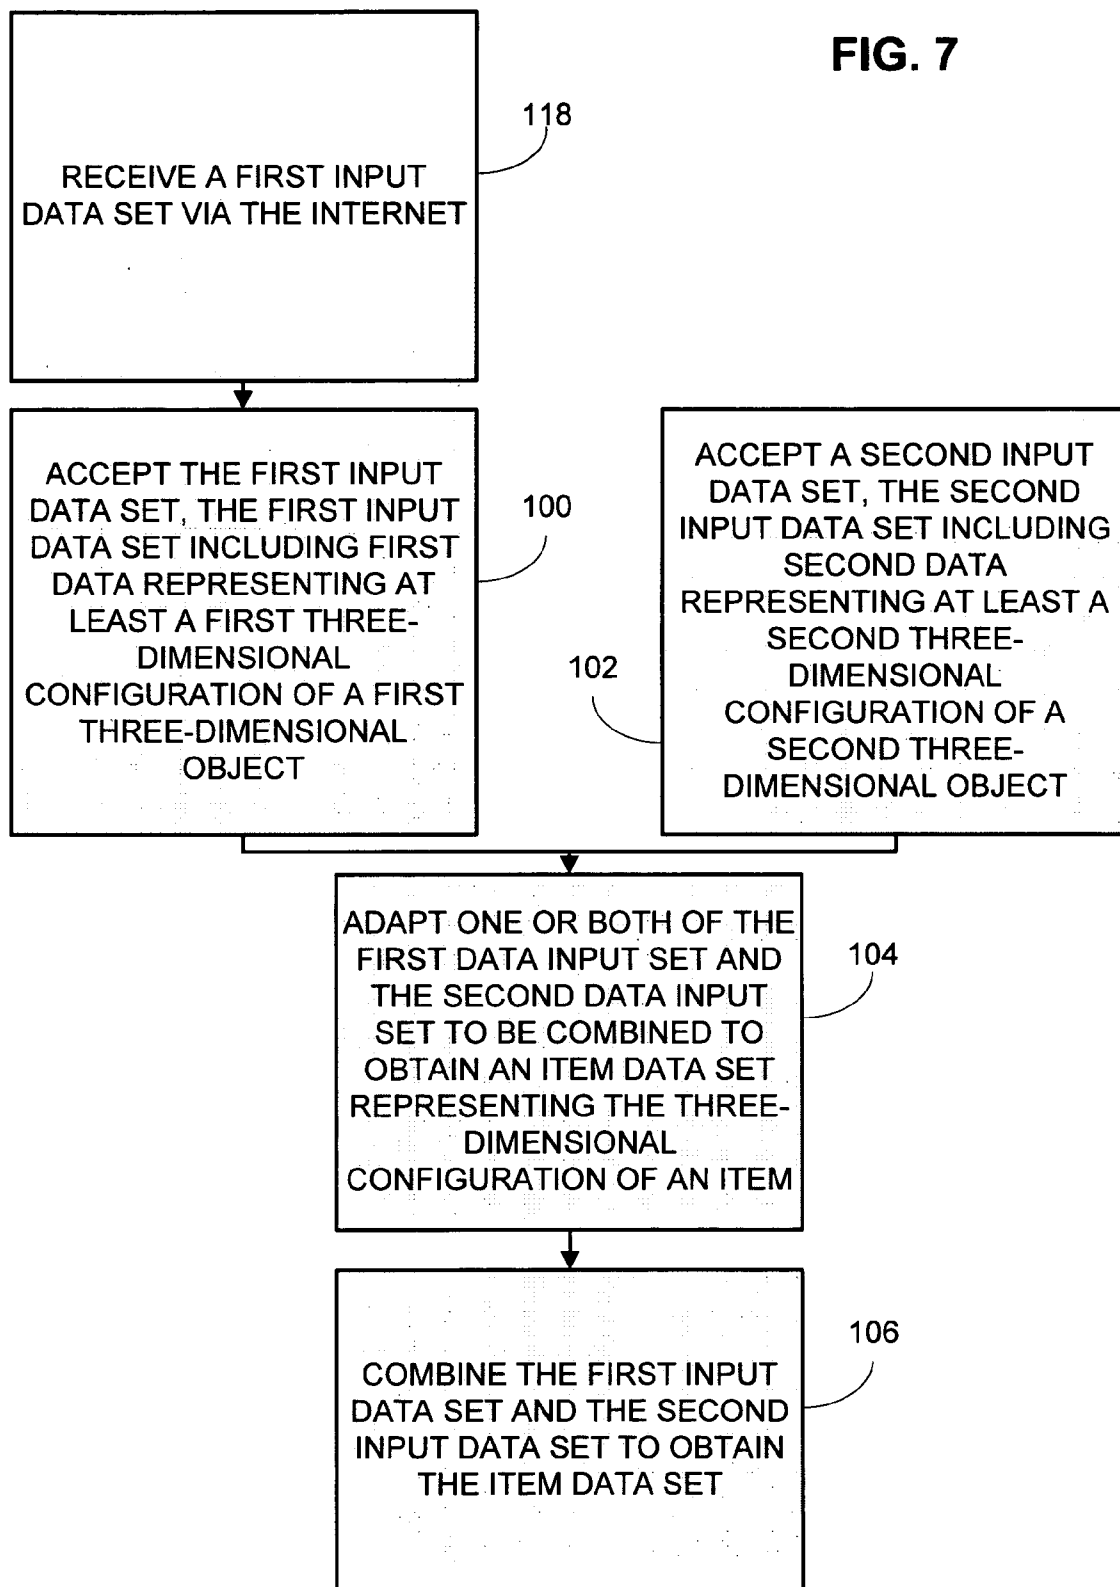 FIG. 7
118
RECEIVE A FIRST INPUT
DATA SET VIA THE INTERNET
ACCEPT THE FIRST INPUT
DATA SET, THE FIRST INPUT
DATA SET INCLUDING FIRST
DATA REPRESENTING AT
LEAST A FIRST THREE-
DIMENSIONAL
CONFIGURATION OF A FIRST
THREE-DIMENSIONAL
OBJECT
100
ACCEPT A SECOND INPUT
DATA SET, THE SECOND
INPUT DATA SET INCLUDING
SECOND DATA
REPRESENTING AT LEAST A
SECOND THREE-
DIMENSIONAL
CONFIGURATION OF A
SECOND THREE-
DIMENSIONAL OBJECT
102
ADAPT ONE OR BOTH OF THE
FIRST DATA INPUT SET AND
THE SECOND DATA INPUT
SET TO BE COMBINED TO
OBTAIN AN ITEM DATA SET
REPRESENTING THE THREE-
DIMENSIONAL
CONFIGURATION OF AN ITEM
104
COMBINE THE FIRST INPUT
DATA SET AND THE SECOND
INPUT DATA SET TO OBTAIN
THE ITEM DATA SET
106